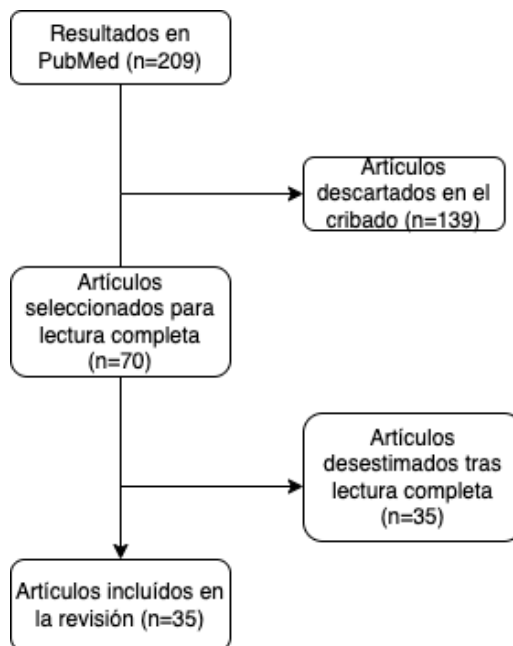 Resultados en
PubMed (n=209)
Artículos
descartados en el
cribado (n=139)
Artículos
seleccionados para
lectura completa
(n=70)
Artículos
desestimados tras
lectura completa
(n=35)
Artículos incluídos en
la revisión (n=35)